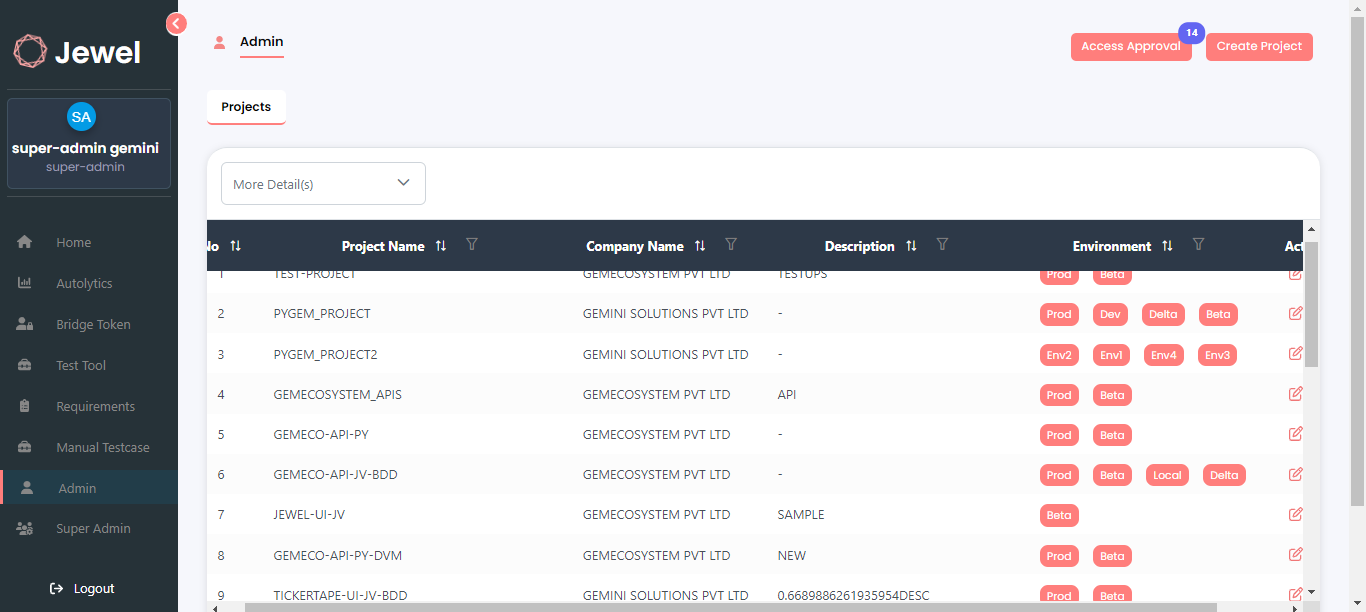 Jewel
SA
super-admin gemini
super-admin
Home
Autolytics
Bridge Token
Test Tool
Requirements
Manual Testcase
Admin
Super Admin
Logout
Admin
Access Approval 14 Create Project
Projects
More Detail(s)
No Project Name Company Name Description Environment Act
1 TEST-PROJECT GEMECOSYSTEM PVT LTD TESTUPS Prod Beta
2 PYGEM_PROJECT GEMINI SOLUTIONS PVT LTD - Prod Dev Delta Beta
3 PYGEM_PROJECT2 GEMINI SOLUTIONS PVT LTD - Env2 Env1 Env4 Env3
4 GEMECOSYSTEM_APIS GEMECOSYSTEM PVT LTD API Prod Beta
5 GEMECO-API-PY GEMECOSYSTEM PVT LTD - Prod Beta
6 GEMECO-API-JV-BDD GEMECOSYSTEM PVT LTD - Prod Beta Local Delta
7 JEWEL-UI-JV GEMECOSYSTEM PVT LTD SAMPLE Beta
8 GEMECO-API-PY-DVM GEMECOSYSTEM PVT LTD NEW Prod Beta
9 TICKERTAPE-UI-JV-BDD GEMINI SOLUTIONS PVT LTD 0.6689886261935954DESC Prod Beta